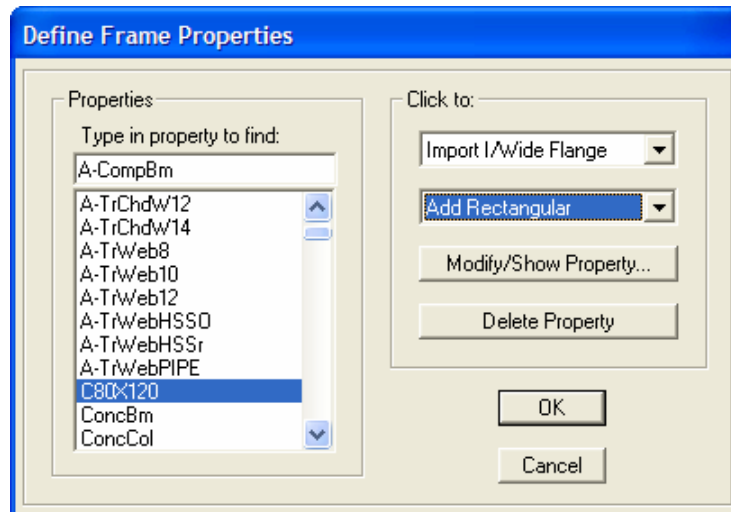 Define Frame Properties
Properties
Type in property to find:
A-CompBm
A-TrChdW12
A-TrChdW14
A-TrWeb8
A-TrWeb10
A-TrWeb12
A-TrWebHSSO
A-TrWebHSSr
A-TrWebPIPE
C80X120
ConcBm
ConcCol
Click to:
Import I/Wide Flange
Add Rectangular
Modify/Show Property...
Delete Property
OK
Cancel